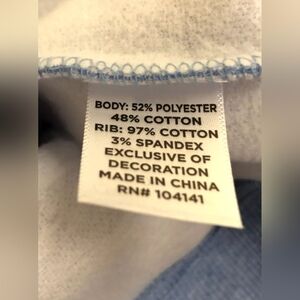 BODY: 52% POLYESTER
48% COTTON
RIB: 97% COTTON
3% SPANDEX
EXCLUSIVE OF
DECORATION
MADE IN CHINA
RN# 104141